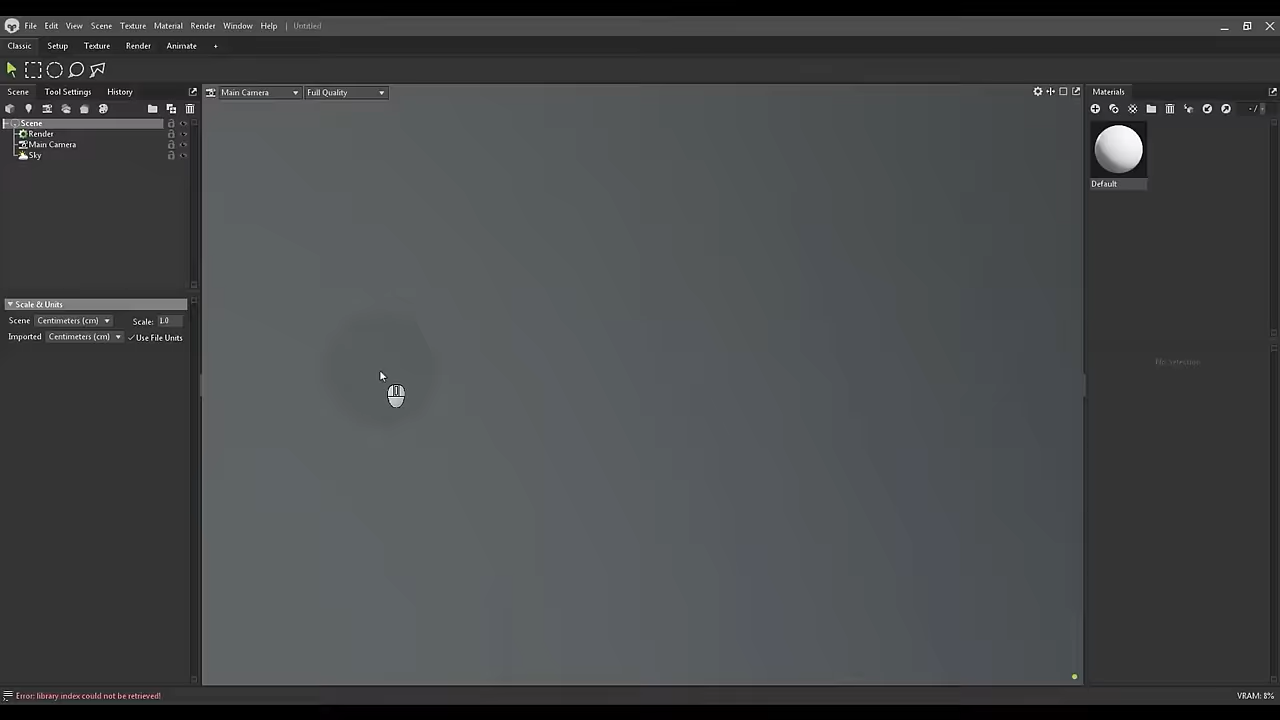 File Edit View Scene Texture Material Render Window Help | Untitled
Classic Setup Texture Render Animate +
Scene Tool Settings History
Main Camera Full Quality
Materials
Scene
Render
Main Camera
Sky
Default
Scale & Units
Scene Centimeters (cm) Scale: 1.0
Imported Centimeters (cm) Use File Units
No selection
Error: library index could not be retrieved!
VRAM: 8%